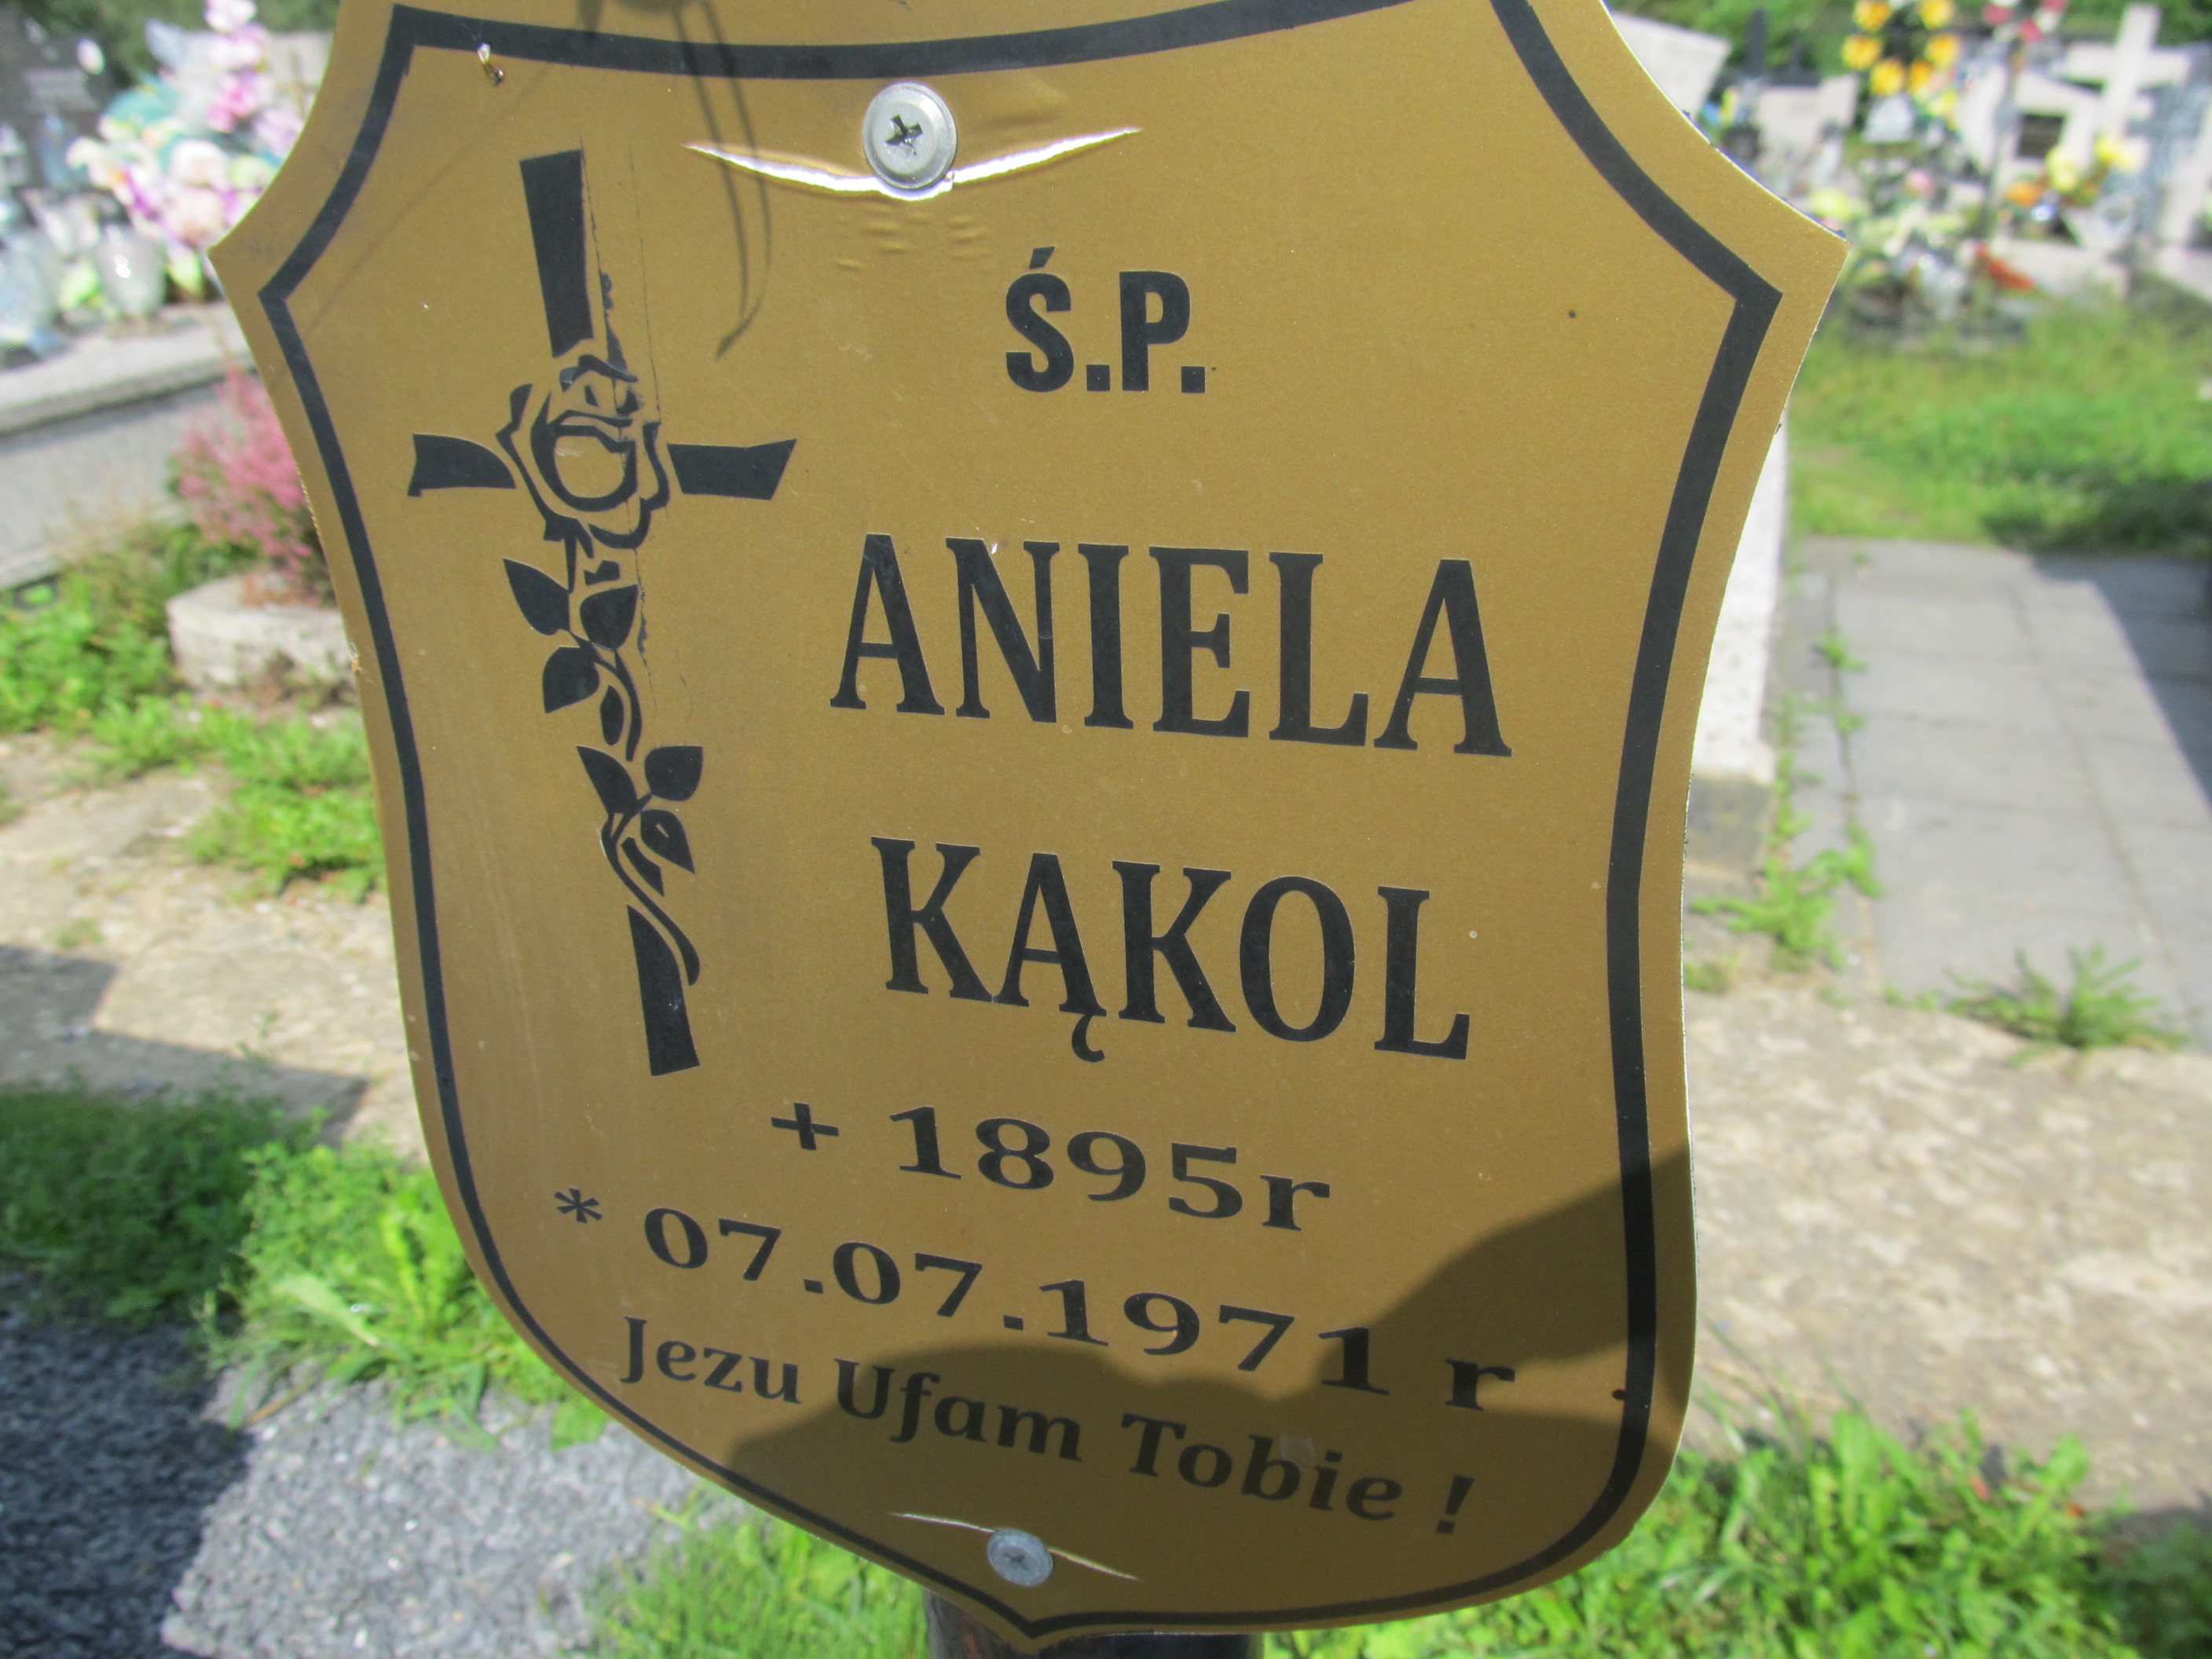 Ś.P.
ANIELA
KĄKOL
+ 1895r
* 07.07.1971 r .
Jezu Ufam Tobie !